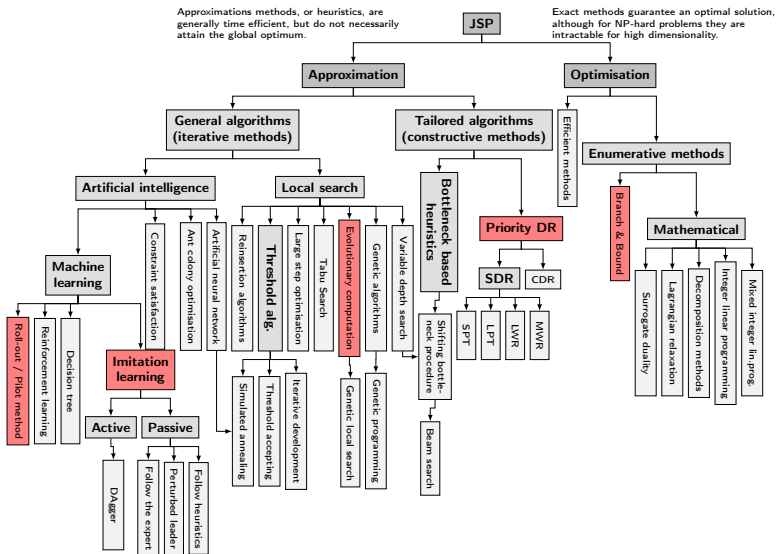 Approximations methods, or heuristics, are
generally time efficient, but do not necessarily
attain the global optimum.
JSP
Exact methods guarantee an optimal solution,
although for NP-hard problems they are
intractable for high dimensionality.
Approximation
Optimisation
General algorithms
(iterative methods)
Tailored algorithms
(constructive methods)
Efficient methods
Enumerative methods
Artificial intelligence
Local search
Bottleneck based
heuristics
Priority DR
Branch & Bound
Mathematical
Machine
learning
Constraint satisfaction
Ant colony optimisation
Artificial neural network
Reinsertion algorithms
Threshold alg.
Large step optimisation
Tabu Search
Evolutionary computation
Genetic algorithms
Variable depth search
SDR
CDR
Surrogate duality
Lagrangian relaxation
Decomposition methods
Integer linear programming
Mixed integer lin.prog.
Roll-out /
Pilot method
Reinforcement learning
Decision tree
Imitation
learning
Simulated annealing
Threshold accepting
Iterative development
Genetic local search
Genetic programming
Shifting bottle-
neck procedure
SPT
LPT
LWR
MWR
Active
Passive
Beam search
DAgger
Follow the expert
Perturbed leader
Follow heuristics